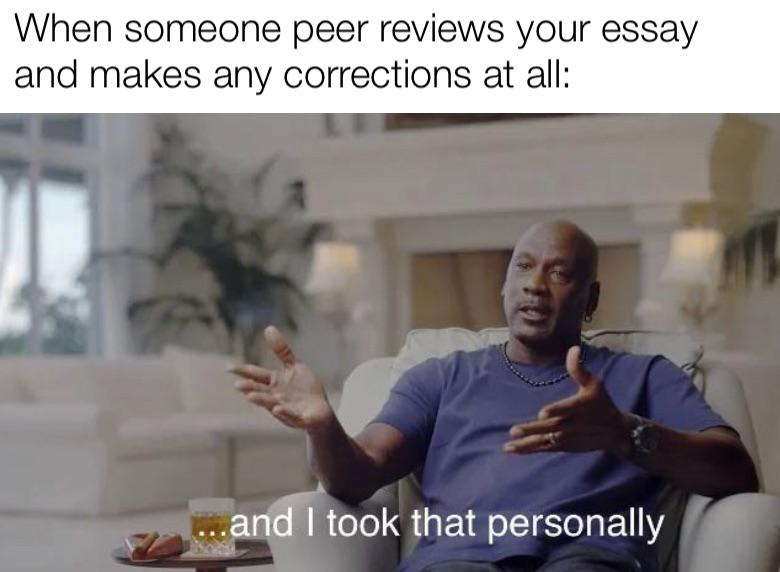 When someone peer reviews your essay
and makes any corrections at all:
...and I took that personally